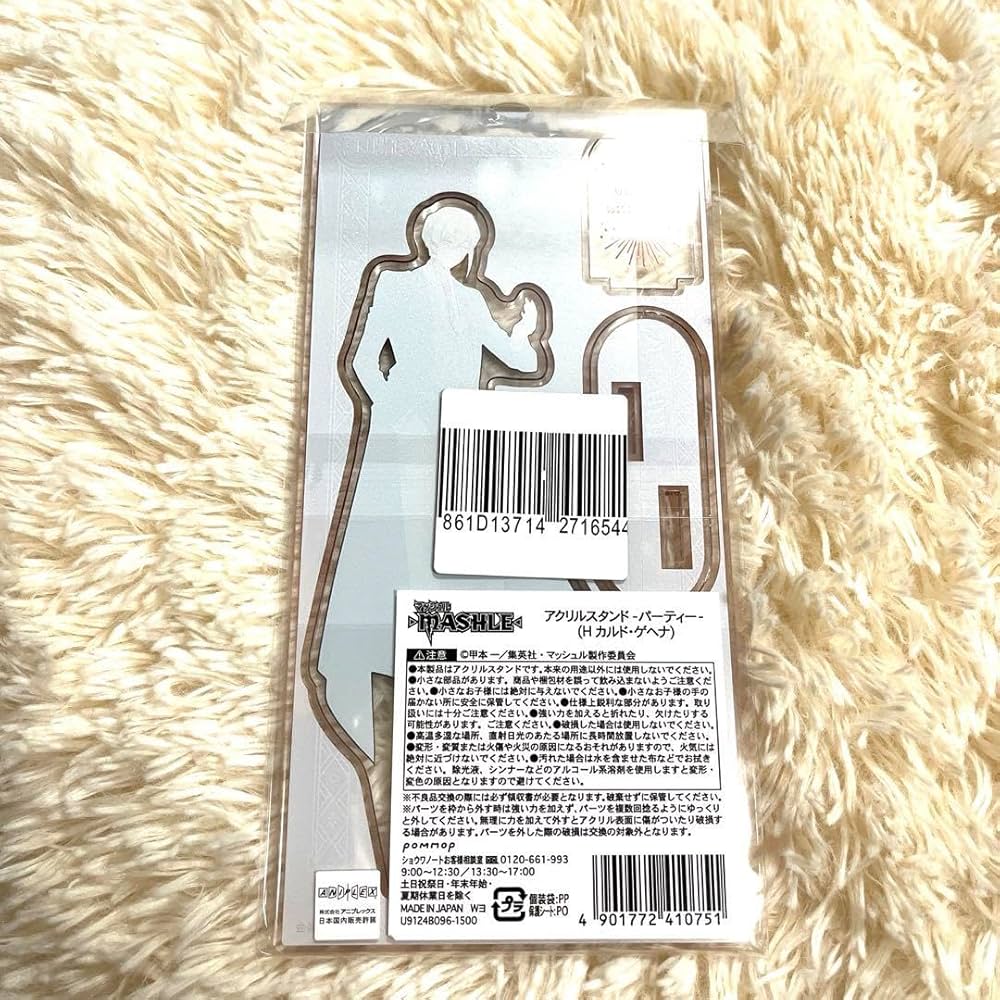 861D13714 2716544
マッシュル
MASHLE
アクリルスタンド -パーティー-
(H カルド・ゲヘナ)
注意 ©甲本 一／集英社・マッシュル製作委員会
●本製品はアクリルスタンドです。本来の用途以外には使用しないでください。
●小さな部品があります。商品や梱包材を誤って飲み込まないようご注意くだ
さい。●小さなお子様には絶対に与えないでください。●小さなお子様の手の
届かない所に安全に保管してください。●仕様上鋭利な部分があります。取り
扱いには十分ご注意ください。●強い力を加えると折れたり、欠けたりする
可能性があります。ご注意ください。●破損した場合は使用しないでください。
●高温多湿な場所、直射日光のあたる場所に長時間放置しないでください。
●変形・変質または火傷や火災の原因になるおそれがありますので、火気には
絶対に近づけないでください。●汚れた場合は水を含ませた布などでお拭き
ください。除光液、シンナーなどのアルコール系溶剤を使用しますと変形・
変色の原因となりますので避けてください。
※不良品交換の際には必ず領収書が必要となります。破棄せずに保管してください。
※パーツを枠から外す時は強い力を加えず、パーツを複数回捻るようにゆっくり
と外してください。無理に力を加えて外すとアクリル表面に傷がついたり破損す
る場合があります。パーツを外した際の破損は交換の対象外となります。
pommop
ショウワノートお客様相談室 0120-661-993
9:00〜12:30／13:30〜17:00
土日祝祭日・年末年始・
夏期休業日を除く
MADE IN JAPAN Wヨ
U91Z4B096-1500
プラ
個装袋:PP
保護シート:PO
4 901772 410751
ANIPLEX
株式会社 アニプレックス
日本国内販売許諾